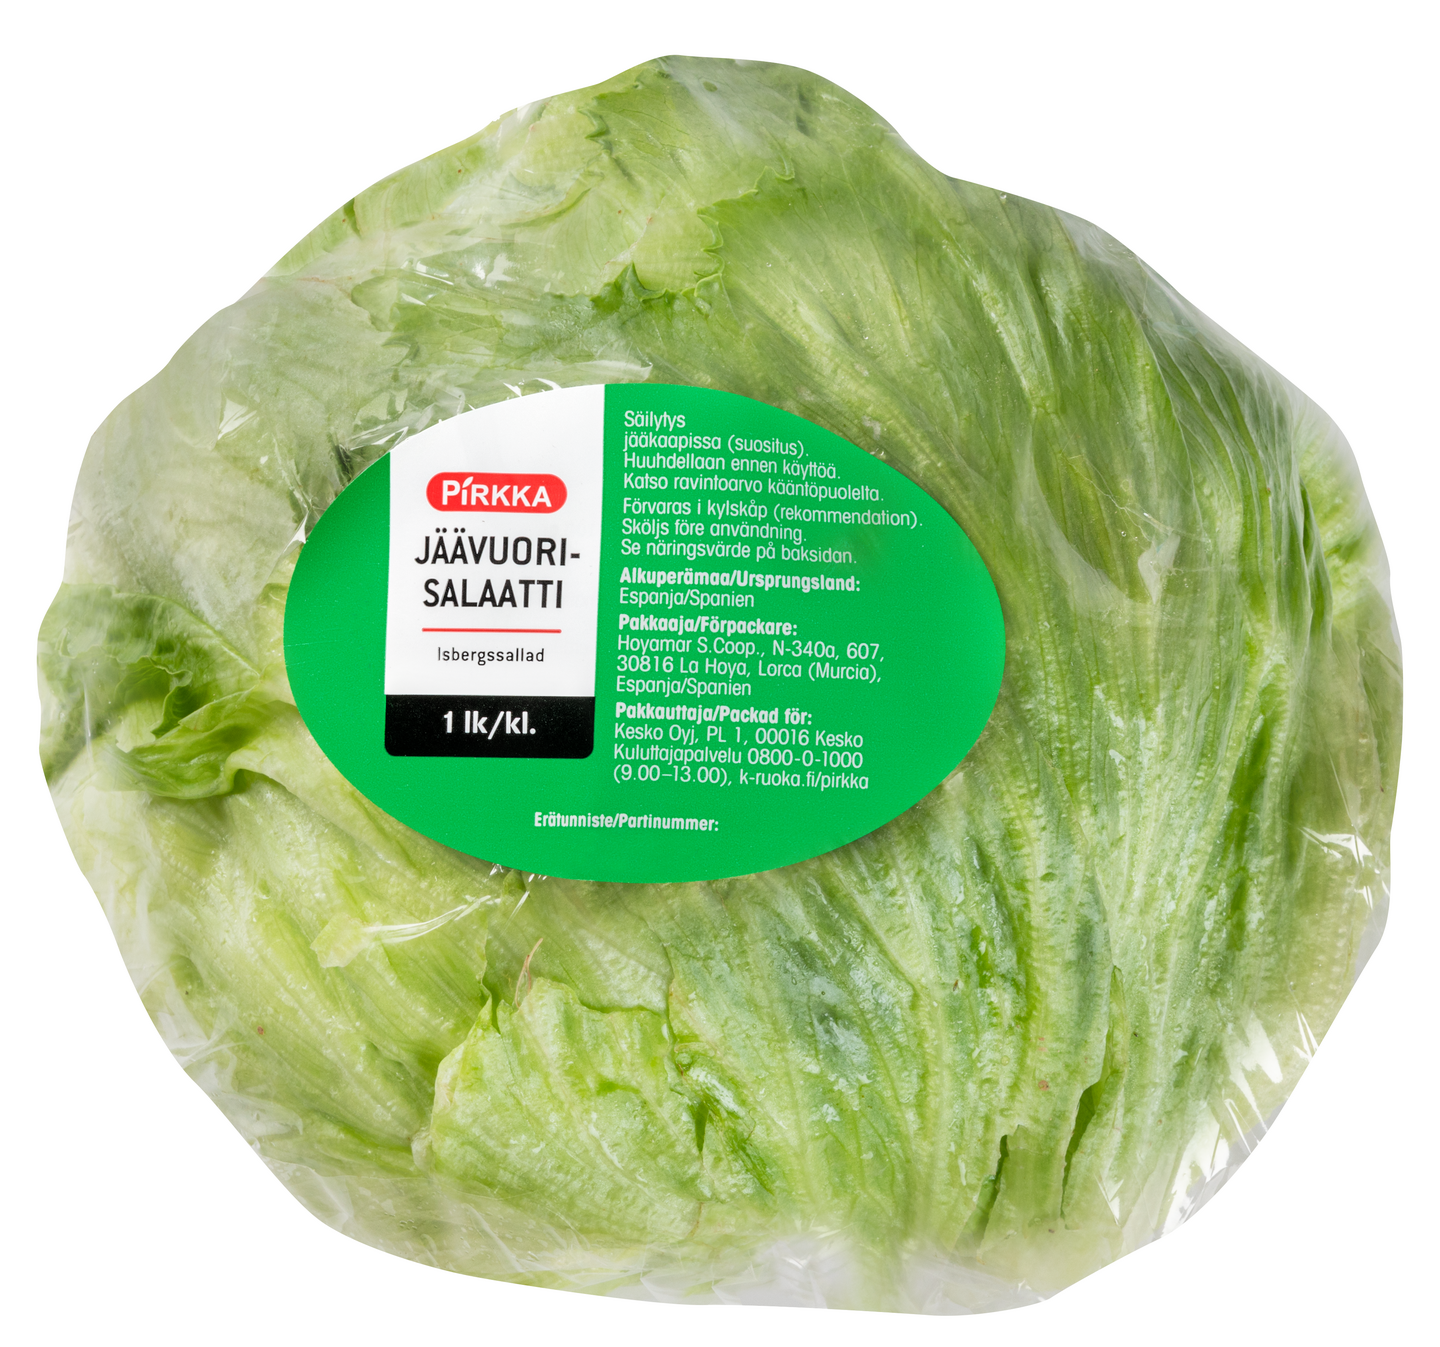 PIRKKA
JÄÄVUORI-
SALAATTI
Isbergssallad
1 lk/kl.
Säilytys
jääkaapissa (suositus).
Huuhdellaan ennen käyttöä.
Katso ravintoarvo kääntöpuolelta.
Förvaras i kylskåp (rekommendation).
Sköljs före användning.
Se näringsvärde på baksidan.
Alkuperämaa/Ursprungsland:
Espanja/Spanien
Pakkaaja/Förpackare:
Hoyamar S.Coop., N-340a, 607,
30816 La Hoya, Lorca (Murcia),
Espanja/Spanien
Pakkauttaja/Packad för:
Kesko Oyj, PL 1, 00016 Kesko
Kuluttajapalvelu 0800-0-1000
(9.00–13.00), k-ruoka.fi/pirkka
Erätunniste/Partinummer: